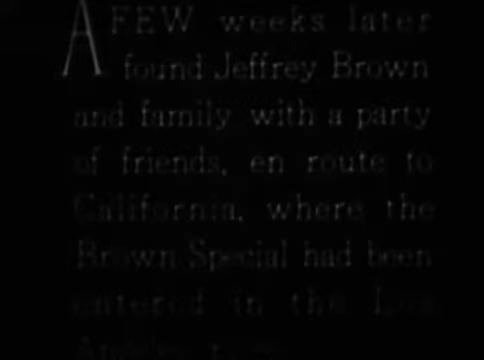 A FEW weeks later
found Jeffrey Brown
and family with a party
of friends, en route to
California, where the
Brown Special had been
entered in the Los